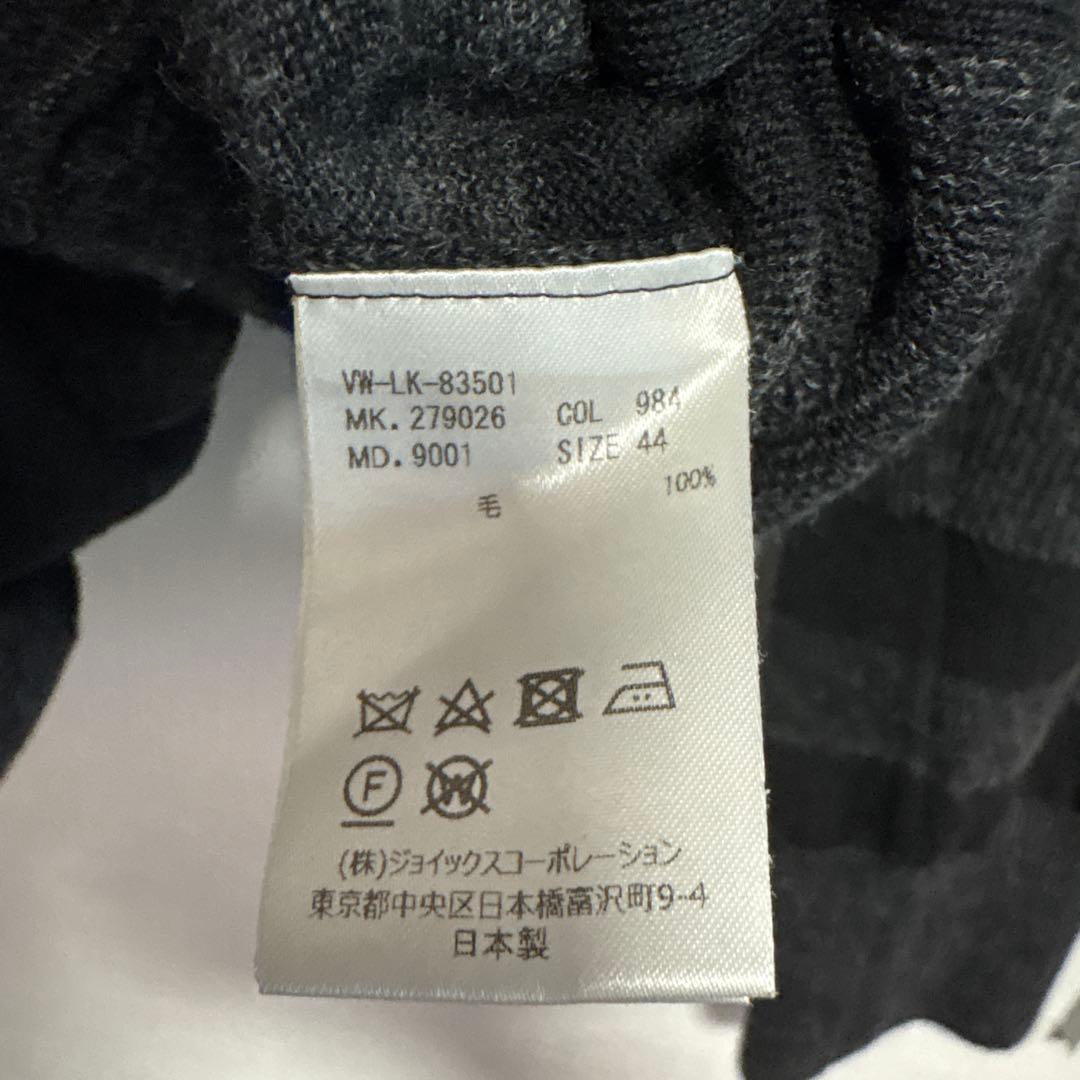 VW-LK-83501
MK. 279026 COL 984
MD. 9001 SIZE 44
毛 100%
F W
(株)ジョイックスコーポレーション
東京都中央区日本橋富沢町9-4
日本製